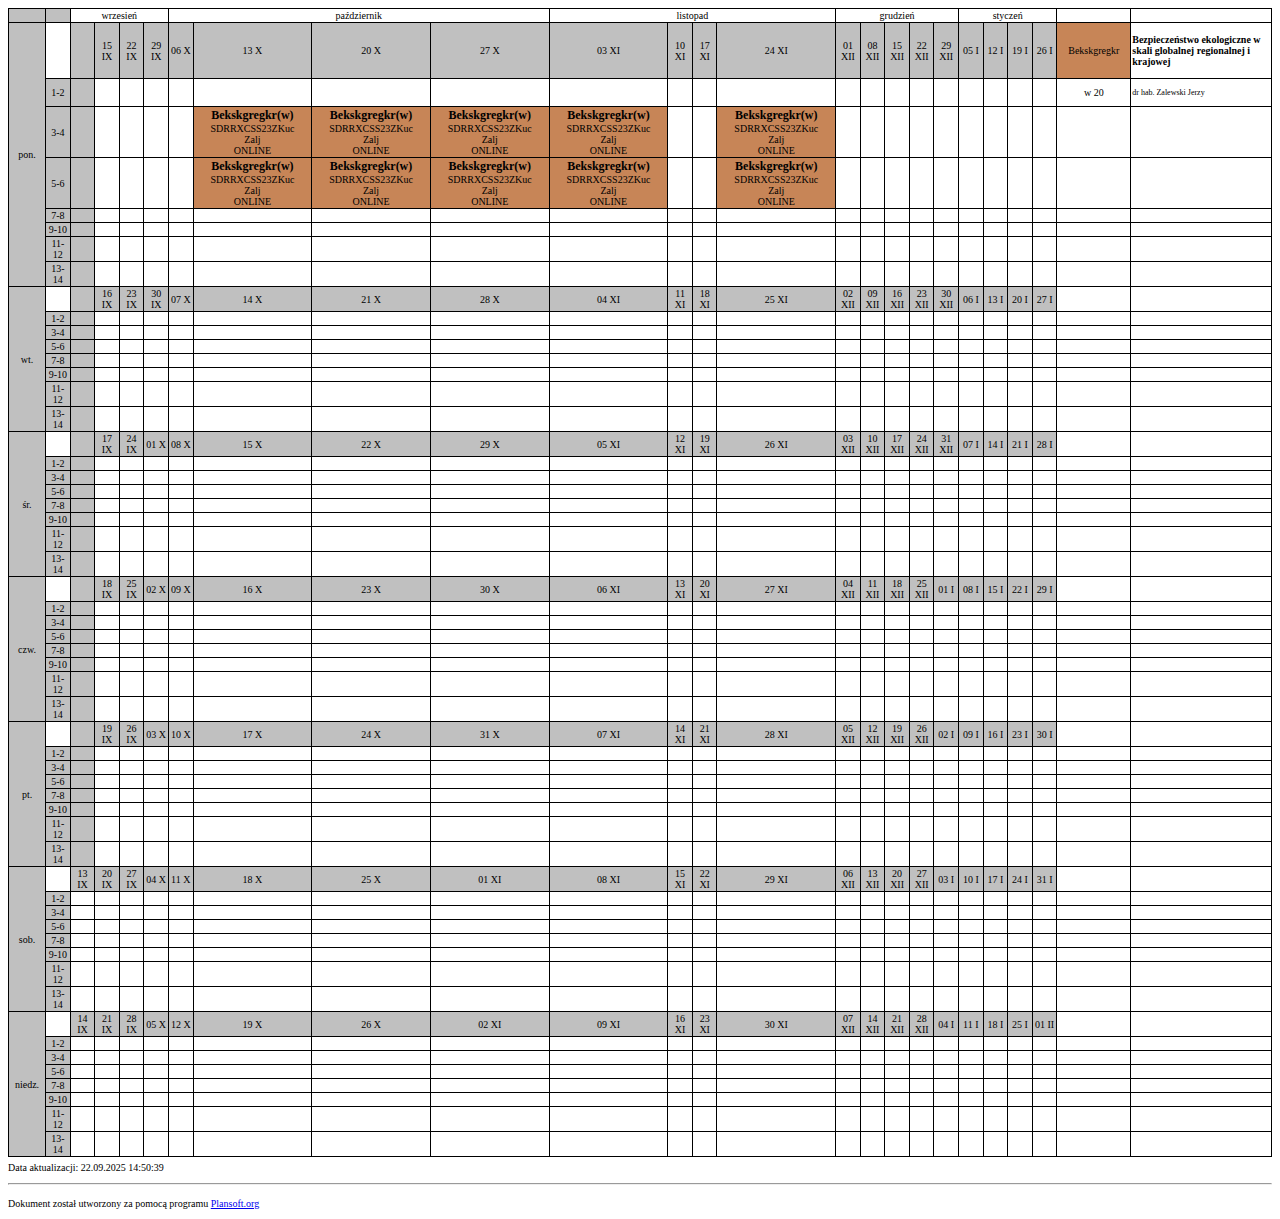 wrzesień październik listopad grudzień styczeń
pon. 15 IX 22 IX 29 IX 06 X 13 X 20 X 27 X 03 XI 10 XI 17 XI 24 XI 01 XII 08 XII 15 XII 22 XII 29 XII 05 I 12 I 19 I 26 I Bekskgregkr Bezpieczeństwo ekologiczne w skali globalnej regionalnej i krajowej
1-2 w 20 dr hab. Zalewski Jerzy
3-4 Bekskgregkr(w) Bekskgregkr(w) Bekskgregkr(w) Bekskgregkr(w) Bekskgregkr(w)
SDRRXCSS23ZKuc SDRRXCSS23ZKuc SDRRXCSS23ZKuc SDRRXCSS23ZKuc SDRRXCSS23ZKuc
Zalj Zalj Zalj Zalj Zalj
ONLINE ONLINE ONLINE ONLINE ONLINE
5-6 Bekskgregkr(w) Bekskgregkr(w) Bekskgregkr(w) Bekskgregkr(w) Bekskgregkr(w)
SDRRXCSS23ZKuc SDRRXCSS23ZKuc SDRRXCSS23ZKuc SDRRXCSS23ZKuc SDRRXCSS23ZKuc
Zalj Zalj Zalj Zalj Zalj
ONLINE ONLINE ONLINE ONLINE ONLINE
7-8
9-10
11-12
13-14
wt. 16 IX 23 IX 30 IX 07 X 14 X 21 X 28 X 04 XI 11 XI 18 XI 25 XI 02 XII 09 XII 16 XII 23 XII 30 XII 06 I 13 I 20 I 27 I
1-2
3-4
5-6
7-8
9-10
11-12
13-14
śr. 17 IX 24 IX 01 X 08 X 15 X 22 X 29 X 05 XI 12 XI 19 XI 26 XI 03 XII 10 XII 17 XII 24 XII 31 XII 07 I 14 I 21 I 28 I
1-2
3-4
5-6
7-8
9-10
11-12
13-14
czw. 18 IX 25 IX 02 X 09 X 16 X 23 X 30 X 06 XI 13 XI 20 XI 27 XI 04 XII 11 XII 18 XII 25 XII 01 I 08 I 15 I 22 I 29 I
1-2
3-4
5-6
7-8
9-10
11-12
13-14
pt. 19 IX 26 IX 03 X 10 X 17 X 24 X 31 X 07 XI 14 XI 21 XI 28 XI 05 XII 12 XII 19 XII 26 XII 02 I 09 I 16 I 23 I 30 I
1-2
3-4
5-6
7-8
9-10
11-12
13-14
sob. 13 IX 20 IX 27 IX 04 X 11 X 18 X 25 X 01 XI 08 XI 15 XI 22 XI 29 XI 06 XII 13 XII 20 XII 27 XII 03 I 10 I 17 I 24 I 31 I
1-2
3-4
5-6
7-8
9-10
11-12
13-14
niedz. 14 IX 21 IX 28 IX 05 X 12 X 19 X 26 X 02 XI 09 XI 16 XI 23 XI 30 XI 07 XII 14 XII 21 XII 28 XII 04 I 11 I 18 I 25 I 01 II
1-2
3-4
5-6
7-8
9-10
11-12
13-14
Data aktualizacji: 22.09.2025 14:50:39
Dokument został utworzony za pomocą programu Plansoft.org